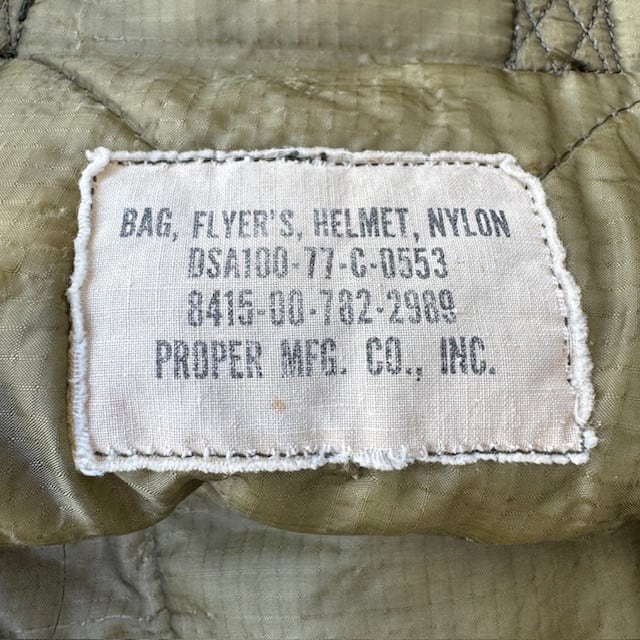 BAG, FLYER'S, HELMET, NYLON
DSA100-77-C-0553
8415-00-782-2989
PROPER MFG. CO., INC.